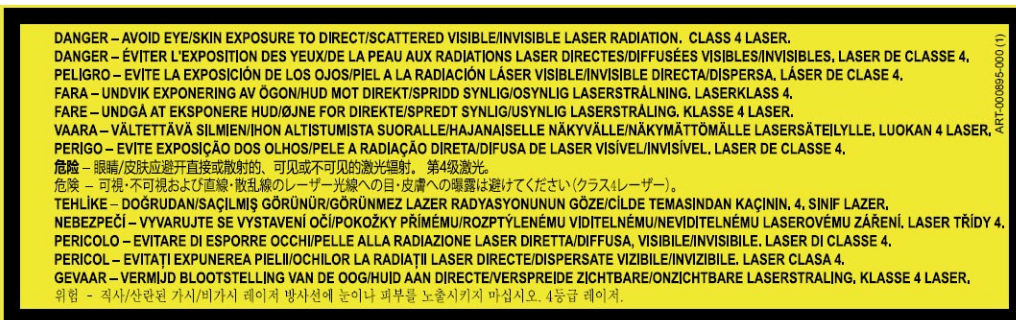 DANGER – AVOID EYE/SKIN EXPOSURE TO DIRECT/SCATTERED VISIBLE/INVISIBLE LASER RADIATION. CLASS 4 LASER.
DANGER – ÉVITER L'EXPOSITION DES YEUX/DE LA PEAU AUX RADIATIONS LASER DIRECTES/DIFFUSÉES VISIBLES/INVISIBLES. LASER DE CLASSE 4.
PELIGRO – EVITE LA EXPOSICIÓN DE LOS OJOS/PIEL A LA RADIACIÓN LÁSER VISIBLE/INVISIBLE DIRECTA/DISPERSA. LÁSER DE CLASE 4.
FARA – UNDVIK EXPONERING AV ÖGON/HUD MOT DIREKT/SPRIDD SYNLIG/OSYNLIG LASERSTRÅLNING. LASERKLASS 4.
FARE – UNDGÅ AT EKSPONERE HUD/ØJNE FOR DIREKTE/SPREDT SYNLIG/USYNLIG LASERSTRÅLING. KLASSE 4 LASER.
VAARA – VÄLTETTÄVÄ SILMIEN/IHON ALTISTUMISTA SUORALLE/HAJANAISELLE NÄKYVÄLLE/NÄKYMÄTTÖMÄLLE LASERSÄTEILYLLE. LUOKAN 4 LASER.
PERIGO – EVITE EXPOSIÇÃO DOS OLHOS/PELE A RADIAÇÃO DIRETA/DIFUSA DE LASER VISÍVEL/INVISÍVEL. LASER DE CLASSE 4.
危险 – 眼睛/皮肤应避开直接或散射的、可见或不可见的激光辐射。 第4级激光。
危険 – 可視・不可視および直線・散乱線のレーザー光線への目・皮膚への曝露は避けてください(クラス4レーザー)。
TEHLİKE - DOĞRUDAN/SAÇILMIŞ GÖRÜNÜR/GÖRÜNMEZ LAZER RADYASYONUNUN GÖZE/CİLDE TEMASINDAN KAÇININ. 4. SINIF LAZER.
NEBEZPEČÍ – VYVARUJTE SE VYSTAVENÍ OČÍ/POKOŽKY PŘÍMÉMU/ROZPTÝLENÉMU VIDITELNÉMU/NEVIDITELNÉMU LASEROVÉMU ZÁŘENÍ. LASER TŘÍDY 4.
PERICOLO – EVITARE DI ESPORRE OCCHI/PELLE ALLA RADIAZIONE LASER DIRETTA/DIFFUSA, VISIBILE/INVISIBILE. LASER DI CLASSE 4.
PERICOL – EVITAȚI EXPUNEREA PIELII/OCHILOR LA RADIAȚII LASER DIRECTE/DISPERSATE VIZIBILE/INVIZIBILE. LASER CLASA 4.
GEVAAR – VERMIJD BLOOTSTELLING VAN DE OOG/HUID AAN DIRECTE/VERSPREIDE ZICHTBARE/ONZICHTBARE LASERSTRALING. KLASSE 4 LASER.
위험 - 직사/산란된 가시/비가시 레이저 방사선에 눈이나 피부를 노출시키지 마십시오. 4등급 레이저.
ART-000895-000 (1)